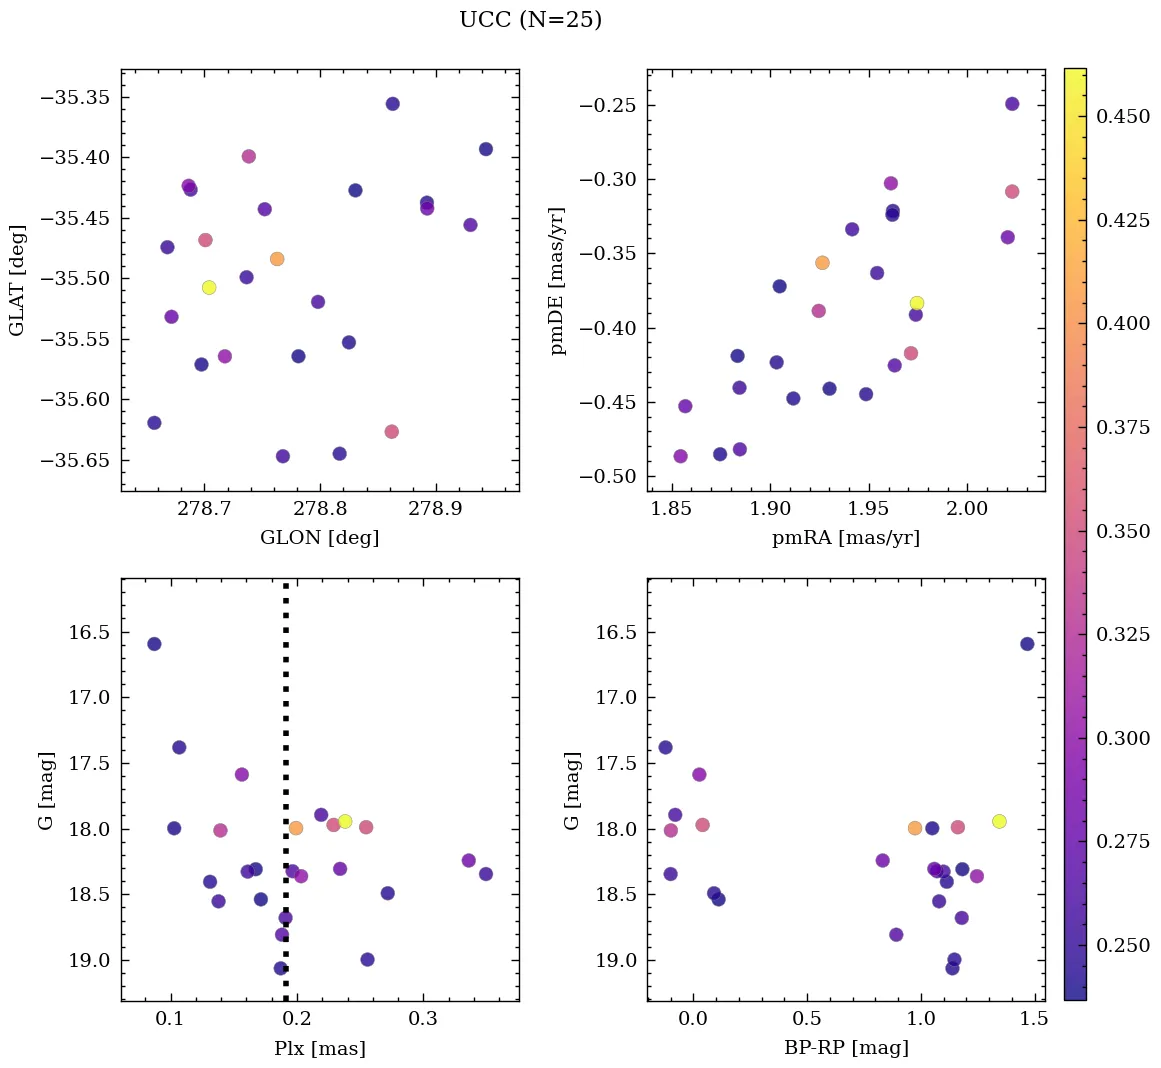 UCC (N=25)
−35.35
−35.40
−35.45
−35.50
−35.55
−35.60
−35.65
GLAT [deg]
278.7 278.8 278.9
GLON [deg]
−0.25
−0.30
−0.35
−0.40
−0.45
−0.50
pmDE [mas/yr]
1.85 1.90 1.95 2.00
pmRA [mas/yr]
16.5
17.0
17.5
18.0
18.5
19.0
G [mag]
0.1 0.2 0.3
Plx [mas]
16.5
17.0
17.5
18.0
18.5
19.0
G [mag]
0.0 0.5 1.0 1.5
BP-RP [mag]
0.450
0.425
0.400
0.375
0.350
0.325
0.300
0.275
0.250